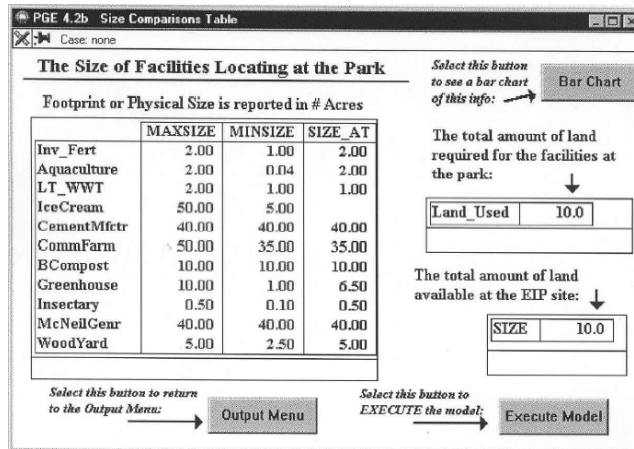 PGE 4.2b Size Comparisons Table
Case: none
The Size of Facilities Locating at the Park
Select this button
to see a bar chart
of this info:
Bar Chart
Footprint or Physical Size is reported in # Acres
MAXSIZE MINSIZE SIZE_AT
Inv_Fert 2.00 1.00 2.00
Aquaculture 2.00 0.04 2.00
LT_WWT 2.00 1.00 1.00
IceCream 50.00 5.00
CementMfctr 40.00 40.00 40.00
CommFarm 50.00 35.00 35.00
BCompost 10.00 10.00 10.00
Greenhouse 10.00 1.00 6.50
Insectary 0.50 0.10 0.50
McNeilGenr 40.00 40.00 40.00
WoodYard 5.00 2.50 5.00
The total amount of land
required for the facilities at
the park:
Land_Used 10.0
The total amount of land
available at the EIP site:
SIZE 10.0
Select this button to return
to the Output Menu:
Output Menu
Select this button to
EXECUTE the model:
Execute Model